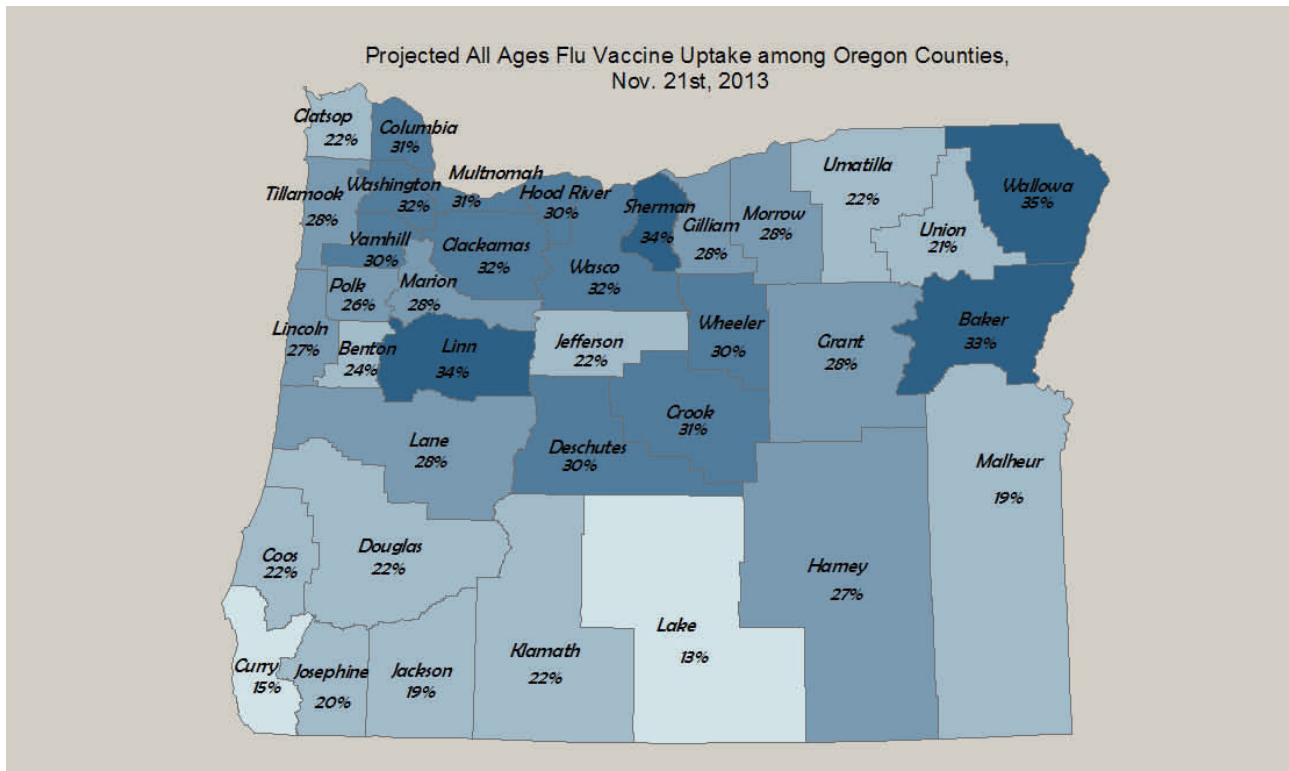 Projected All Ages Flu Vaccine Uptake among Oregon Counties,
Nov. 21st, 2013
Clatsop
22%
Columbia
31%
Tillamook
28%
Washington
32%
Multnomah
31%
Hood River
30%
Sherman
34%
Gilliam
28%
Morrow
28%
Umatilla
22%
Union
21%
Wallowa
35%
Yamhill
30%
Clackamas
32%
Wasco
32%
Polk
26%
Marion
28%
Lincoln
27%
Benton
24%
Linn
34%
Jefferson
22%
Wheeler
30%
Grant
28%
Baker
33%
Lane
28%
Deschutes
30%
Crook
31%
Malheur
19%
Coos
22%
Douglas
22%
Harney
27%
Curry
15%
Josephine
20%
Jackson
19%
Klamath
22%
Lake
13%